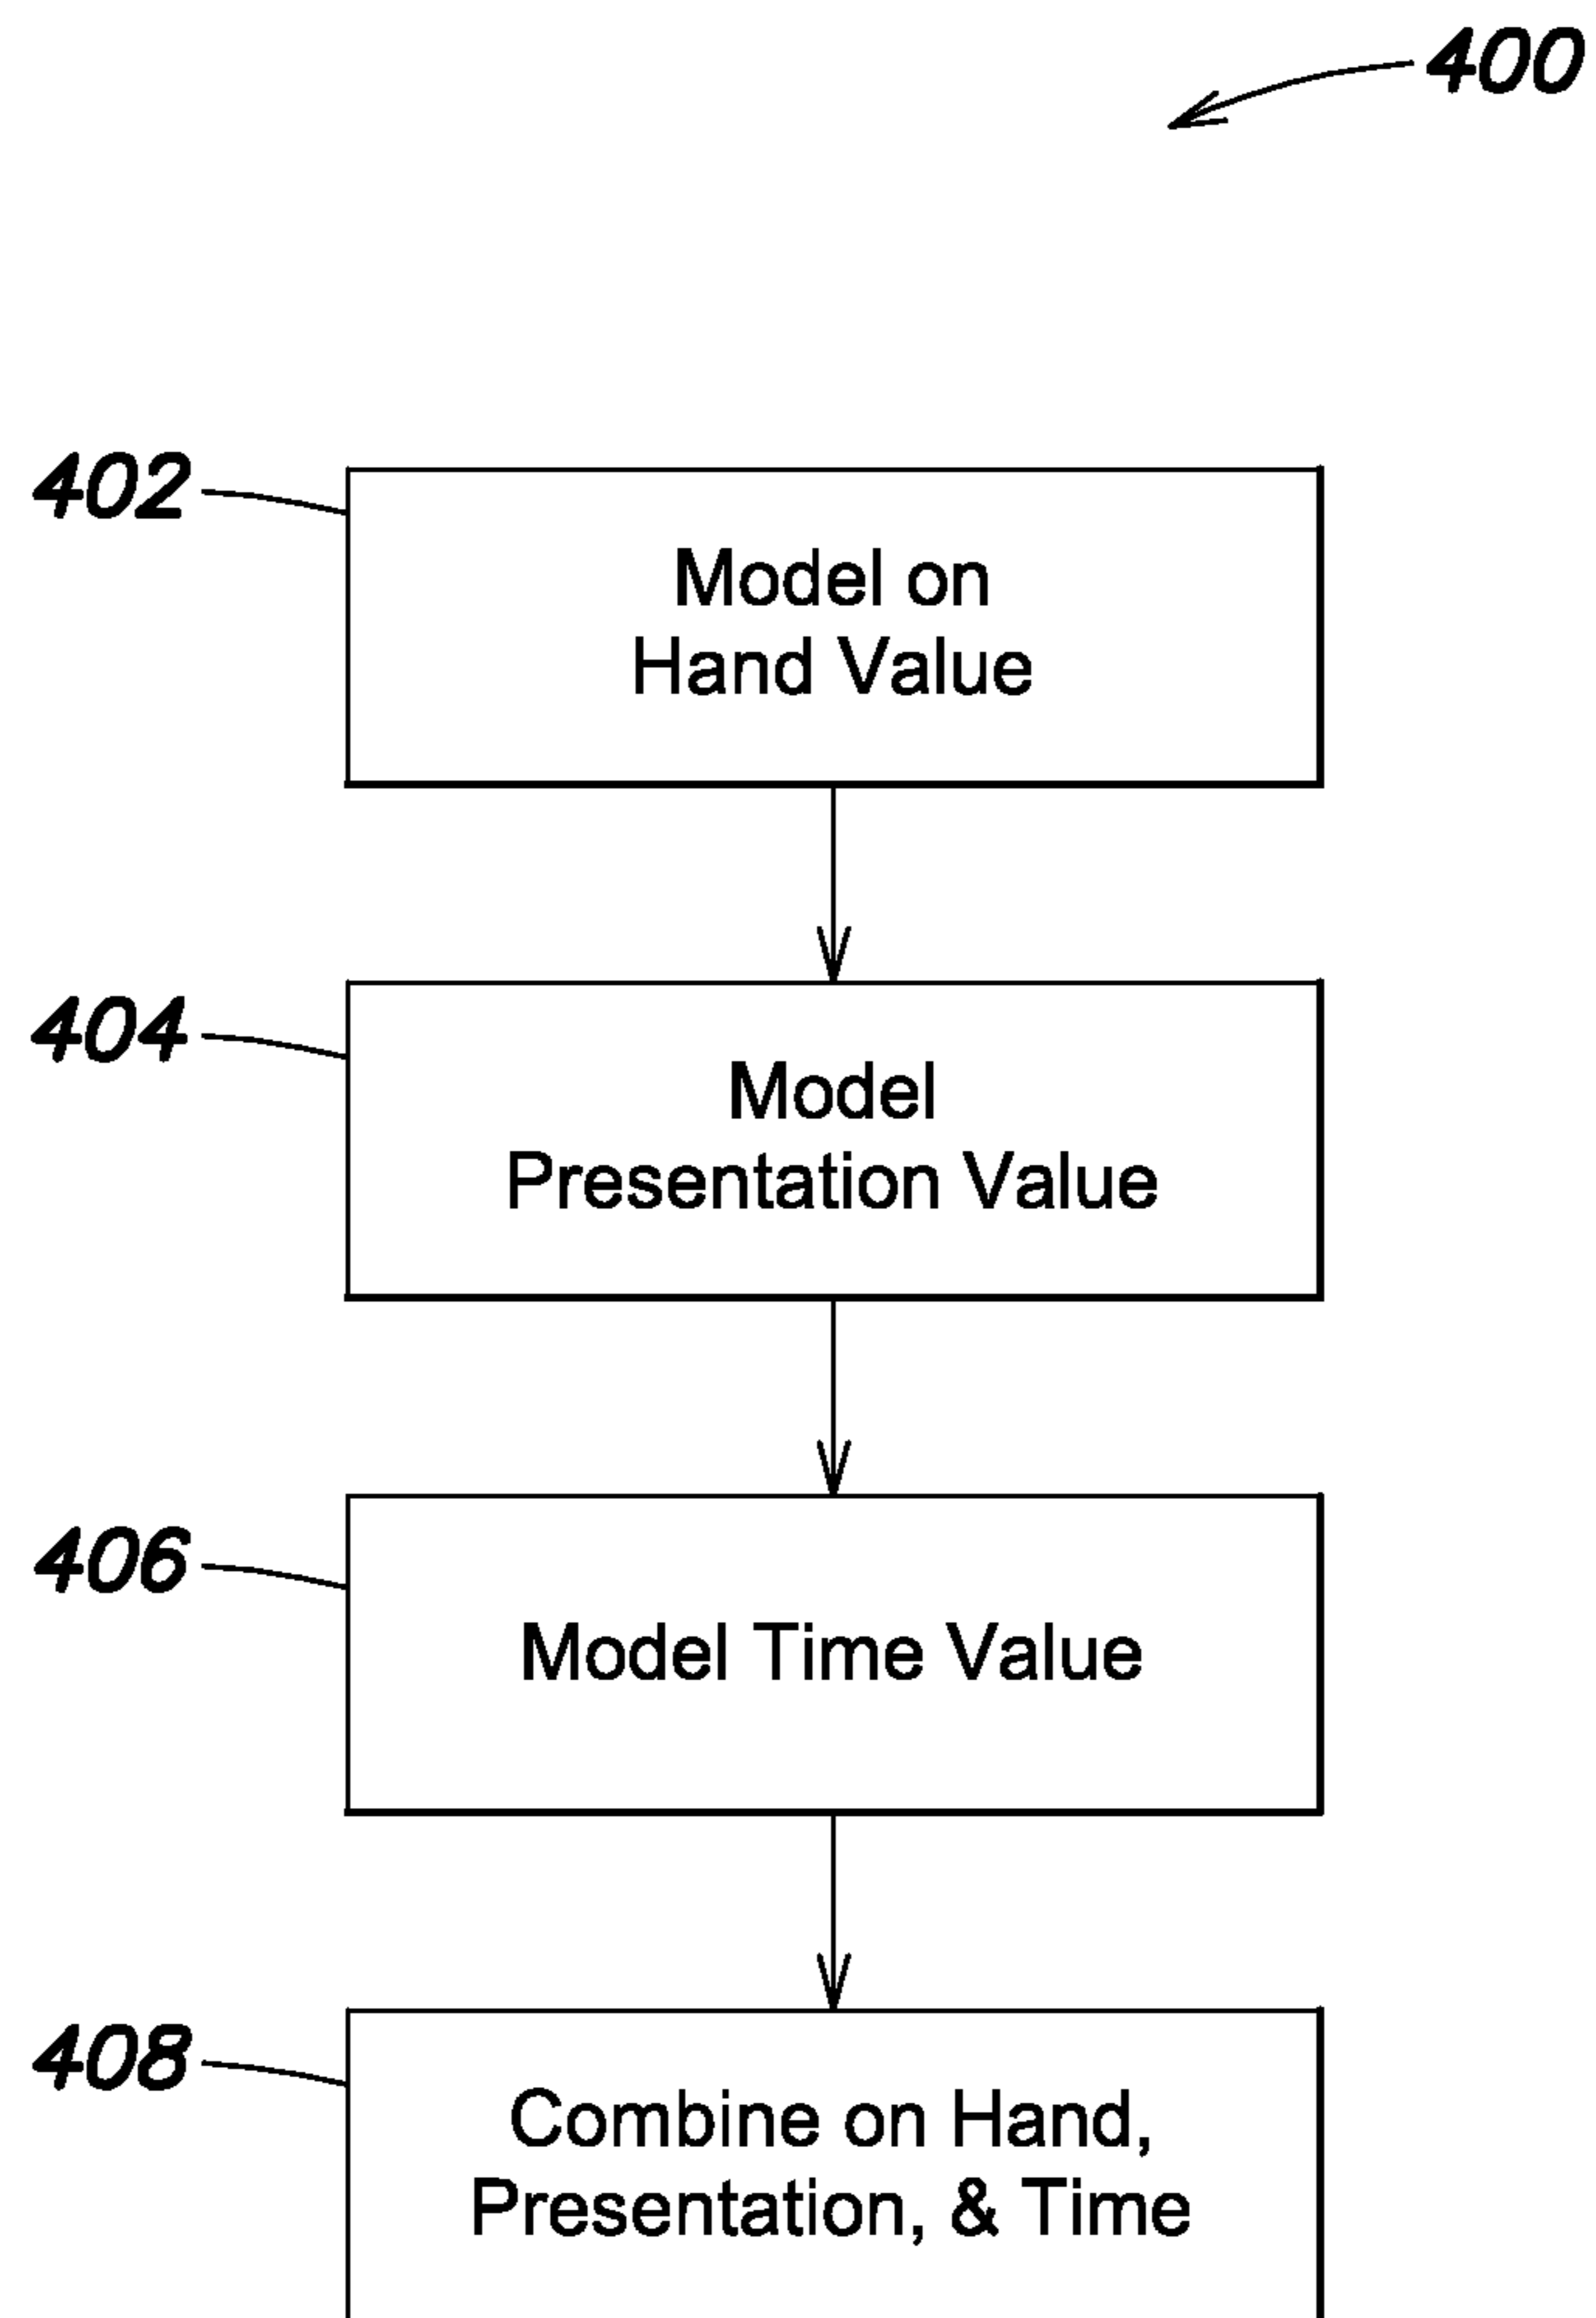 400
402
Model on
Hand Value
404
Model
Presentation Value
406
Model Time Value
408
Combine on Hand,
Presentation, & Time